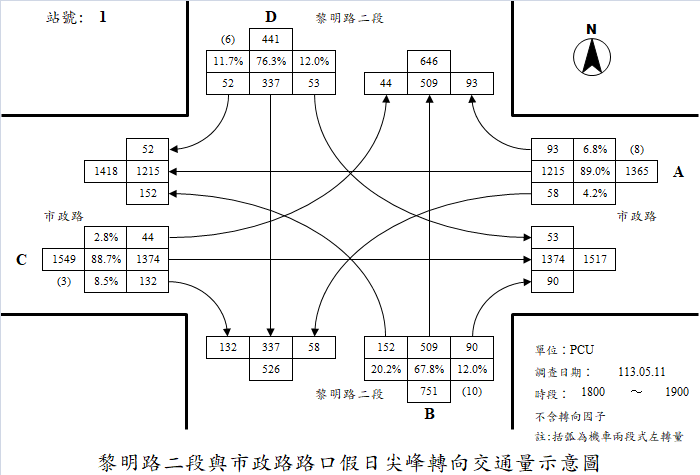 站號: 1
D
黎明路二段
N
(6) 441
11.7% 76.3% 12.0%
52 337 53
646
44 509 93
52
1418 1215
152
93 6.8% (8)
1215 89.0% 1365
58 4.2%
A
市政路
市政路
C
2.8% 44
1549 88.7% 1374
(3) 8.5% 132
53
1374 1517
90
132 337 58
526
152 509 90
20.2% 67.8% 12.0%
751 (10)
黎明路二段
B
單位:PCU
調查日期: 113.05.11
時段: 1800 ~ 1900
不含轉向因子
註:括弧為機車兩段式左轉量
黎明路二段與市政路路口假日尖峰轉向交通量示意圖